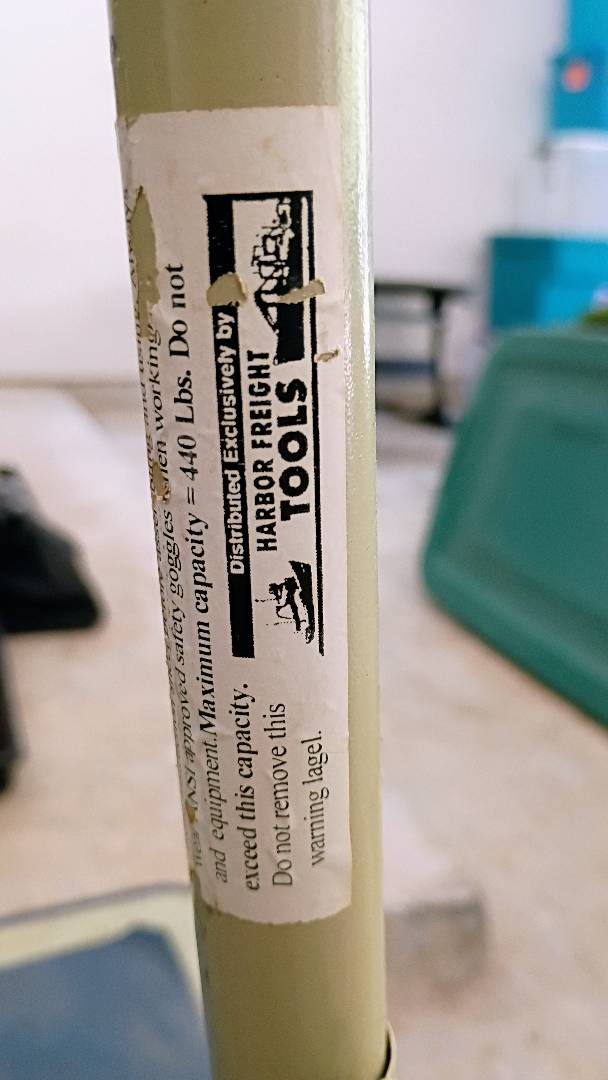 ANSI approved safety goggles when working
and equipment. Maximum capacity = 440 Lbs. Do not
exceed this capacity.
Do not remove this
warning lagel.
Distributed Exclusively by
HARBOR FREIGHT
TOOLS